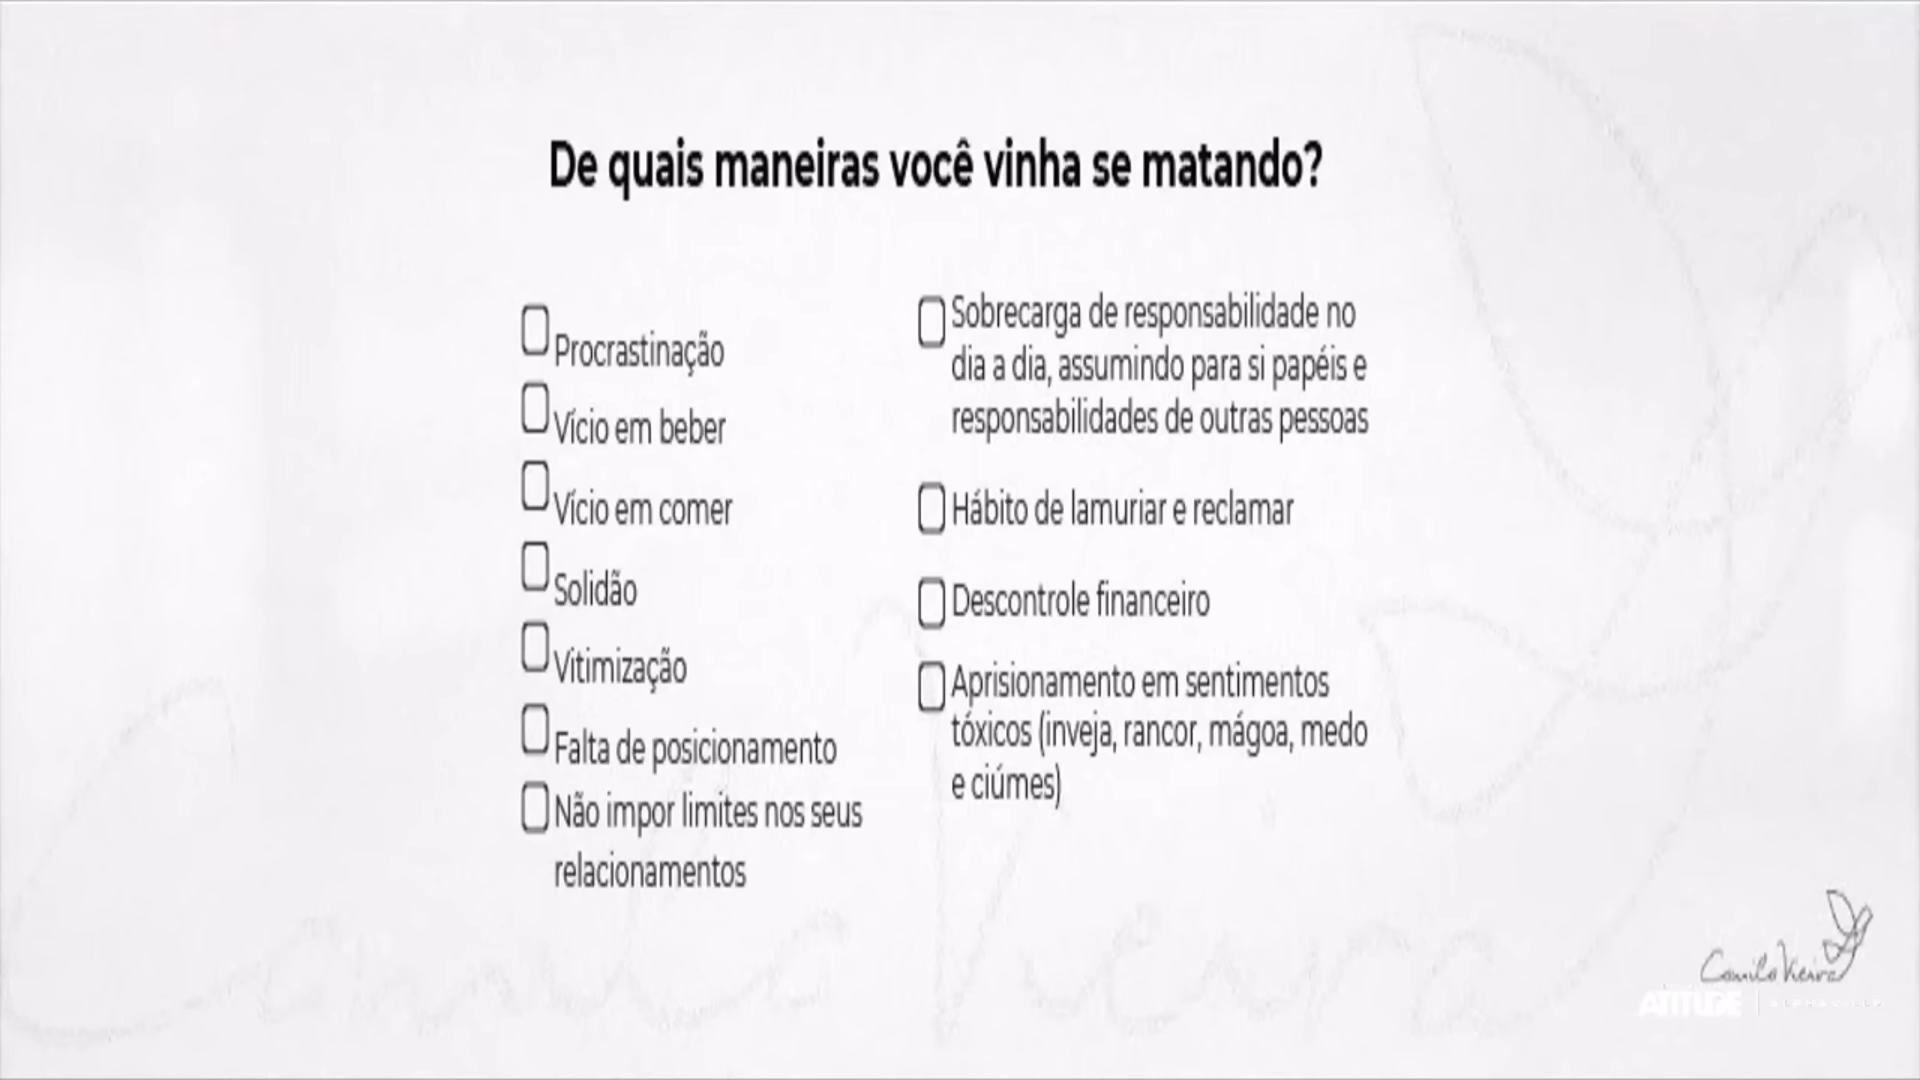 De quais maneiras você vinha se matando?
Procrastinação
Vício em beber
Vício em comer
Solidão
Vitimização
Falta de posicionamento
Não impor limites nos seus
relacionamentos
Sobrecarga de responsabilidade no
dia a dia, assumindo para si papéis e
responsabilidades de outras pessoas
Hábito de lamuriar e reclamar
Descontrole financeiro
Aprisionamento em sentimentos
tóxicos (inveja, rancor, mágoa, medo
e ciúmes)
Camila Vieira
ATITUDE